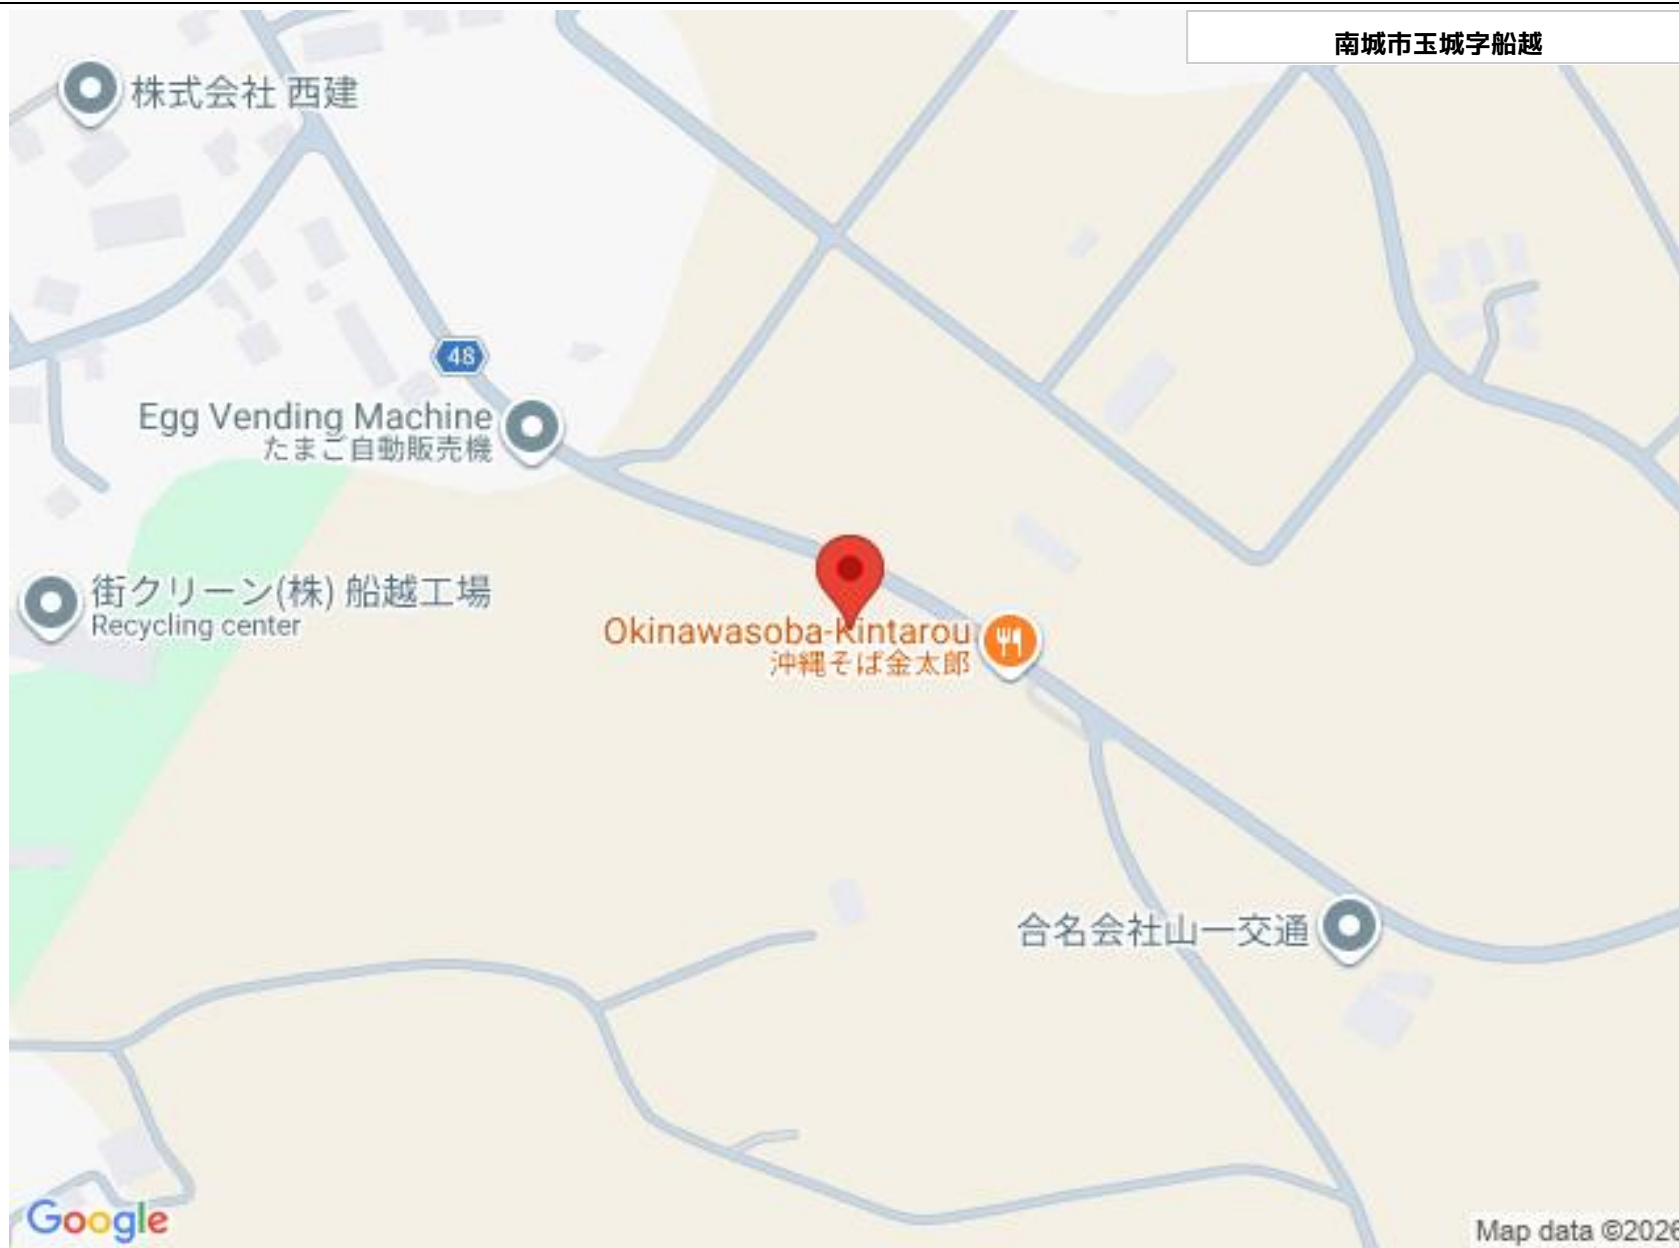 南城市玉城字船越
株式会社 西建
48
Egg Vending Machine
たまご自動販売機
街クリーン(株) 船越工場
Recycling center
Okinawasoba-Kintarou
沖縄そば金太郎
合名会社山一交通
Google
Map data ©2026